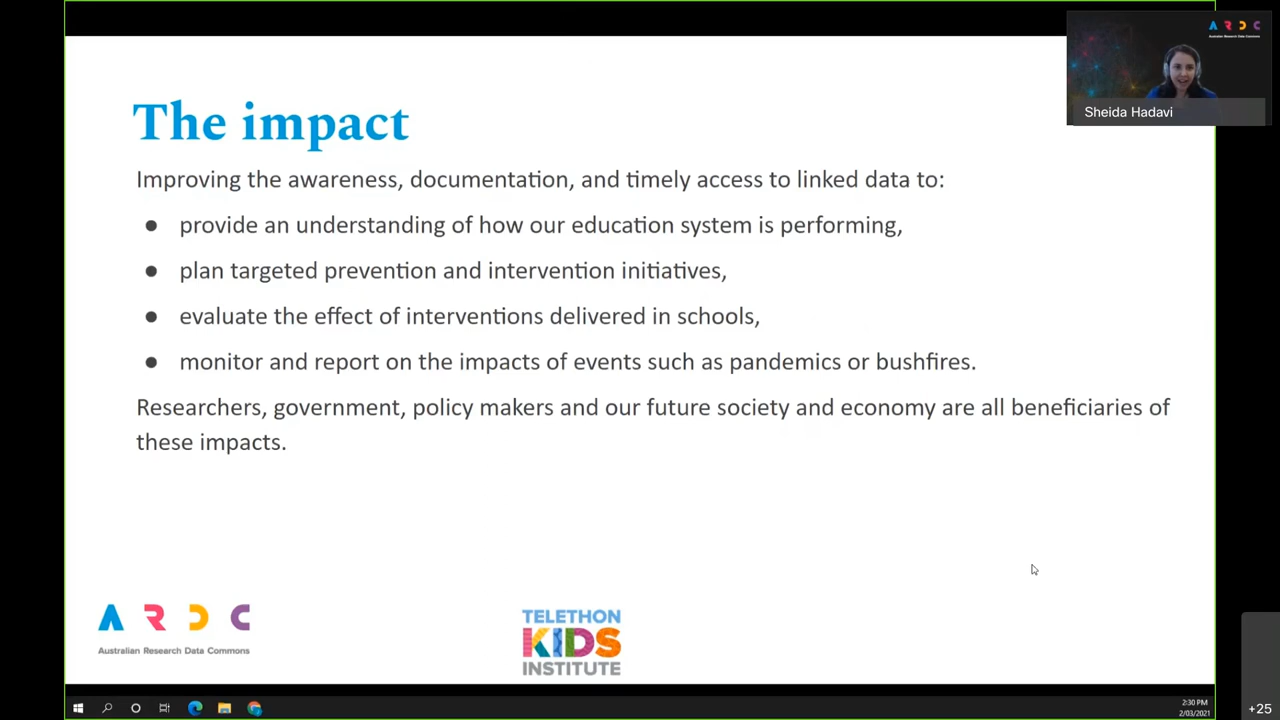 A R D C
Australian Research Data Commons
Sheida Hadavi
The impact
Improving the awareness, documentation, and timely access to linked data to:
● provide an understanding of how our education system is performing,
● plan targeted prevention and intervention initiatives,
● evaluate the effect of interventions delivered in schools,
● monitor and report on the impacts of events such as pandemics or bushfires.
Researchers, government, policy makers and our future society and economy are all beneficiaries of
these impacts.
A R D C
Australian Research Data Commons
TELETHON
KIDS
INSTITUTE
2:30 PM
2/03/2021
+25